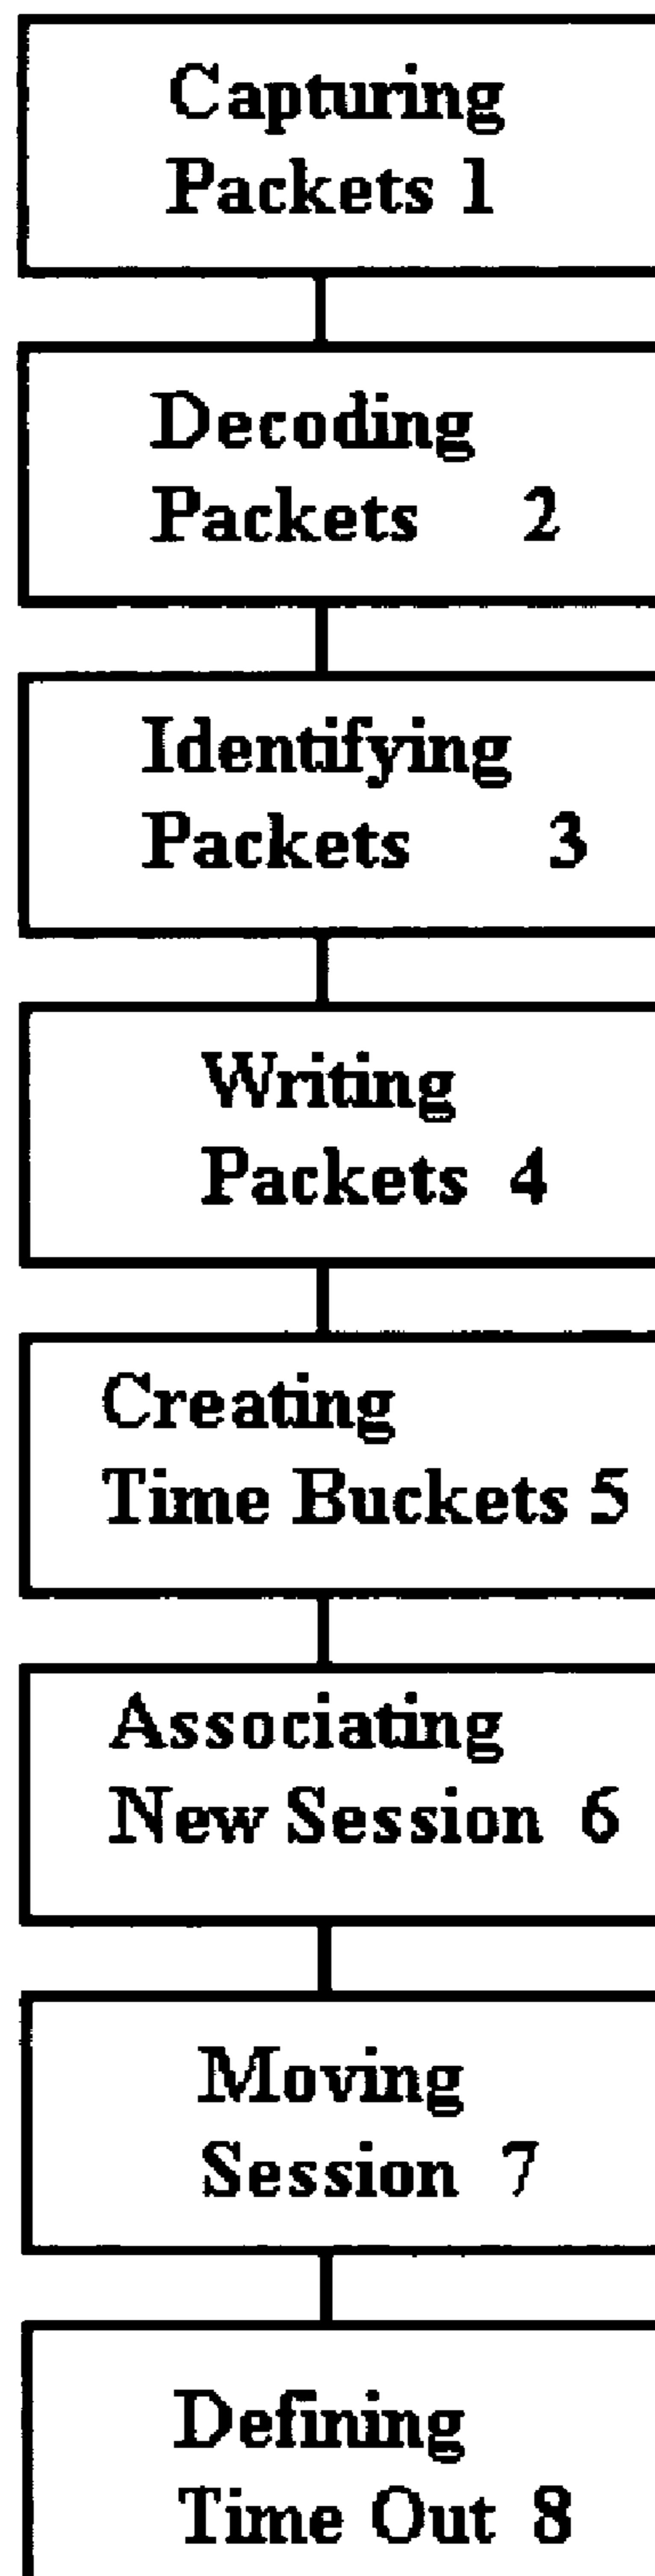 Capturing
Packets 1
Decoding
Packets 2
Identifying
Packets 3
Writing
Packets 4
Creating
Time Buckets 5
Associating
New Session 6
Moving
Session 7
Defining
Time Out 8